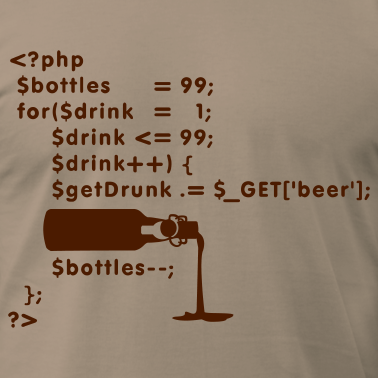 <?php
$bottles = 99;
for($drink = 1;
$drink <= 99;
$drink++) {
$getDrunk .= $_GET['beer'];
$bottles--;
};
?>